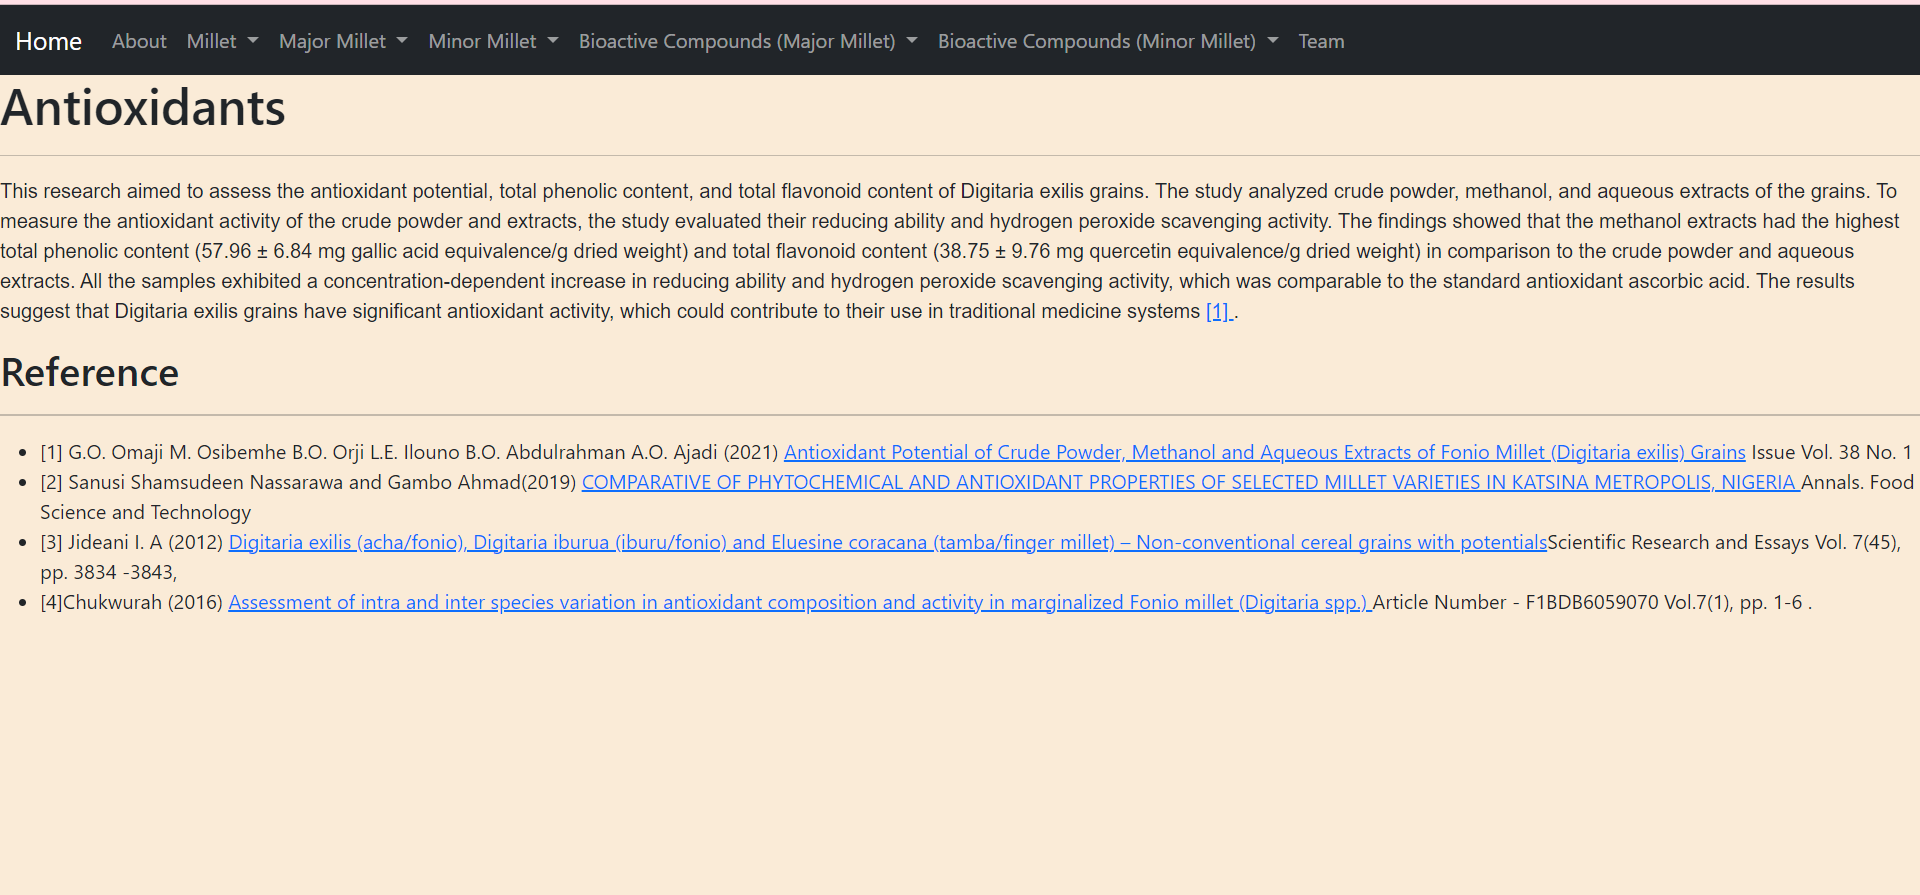 Home About Millet Major Millet Minor Millet Bioactive Compounds (Major Millet) Bioactive Compounds (Minor Millet) Team
Antioxidants
This research aimed to assess the antioxidant potential, total phenolic content, and total flavonoid content of Digitaria exilis grains. The study analyzed crude powder, methanol, and aqueous extracts of the grains. To
measure the antioxidant activity of the crude powder and extracts, the study evaluated their reducing ability and hydrogen peroxide scavenging activity. The findings showed that the methanol extracts had the highest
total phenolic content (57.96 ± 6.84 mg gallic acid equivalence/g dried weight) and total flavonoid content (38.75 ± 9.76 mg quercetin equivalence/g dried weight) in comparison to the crude powder and aqueous
extracts. All the samples exhibited a concentration-dependent increase in reducing ability and hydrogen peroxide scavenging activity, which was comparable to the standard antioxidant ascorbic acid. The results
suggest that Digitaria exilis grains have significant antioxidant activity, which could contribute to their use in traditional medicine systems [1] .
Reference
• [1] G.O. Omaji M. Osibemhe B.O. Orji L.E. Ilouno B.O. Abdulrahman A.O. Ajadi (2021) Antioxidant Potential of Crude Powder, Methanol and Aqueous Extracts of Fonio Millet (Digitaria exilis) Grains Issue Vol. 38 No. 1
• [2] Sanusi Shamsudeen Nassarawa and Gambo Ahmad(2019) COMPARATIVE OF PHYTOCHEMICAL AND ANTIOXIDANT PROPERTIES OF SELECTED MILLET VARIETIES IN KATSINA METROPOLIS, NIGERIA Annals. Food
Science and Technology
• [3] Jideani I. A (2012) Digitaria exilis (acha/fonio), Digitaria iburua (iburu/fonio) and Eluesine coracana (tamba/finger millet) – Non-conventional cereal grains with potentialsScientific Research and Essays Vol. 7(45),
pp. 3834 -3843,
• [4]Chukwurah (2016) Assessment of intra and inter species variation in antioxidant composition and activity in marginalized Fonio millet (Digitaria spp.) Article Number - F1BDB6059070 Vol.7(1), pp. 1-6 .